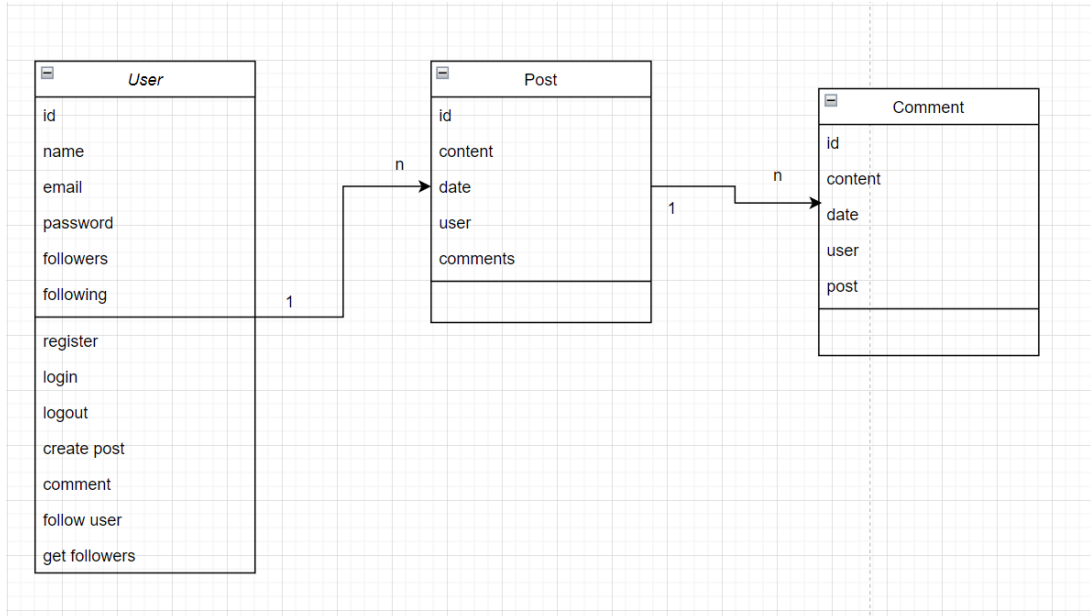 User
id
name
email
password
followers
following
register
login
logout
create post
comment
follow user
get followers
1
n
Post
id
content
date
user
comments
1
n
Comment
id
content
date
user
post